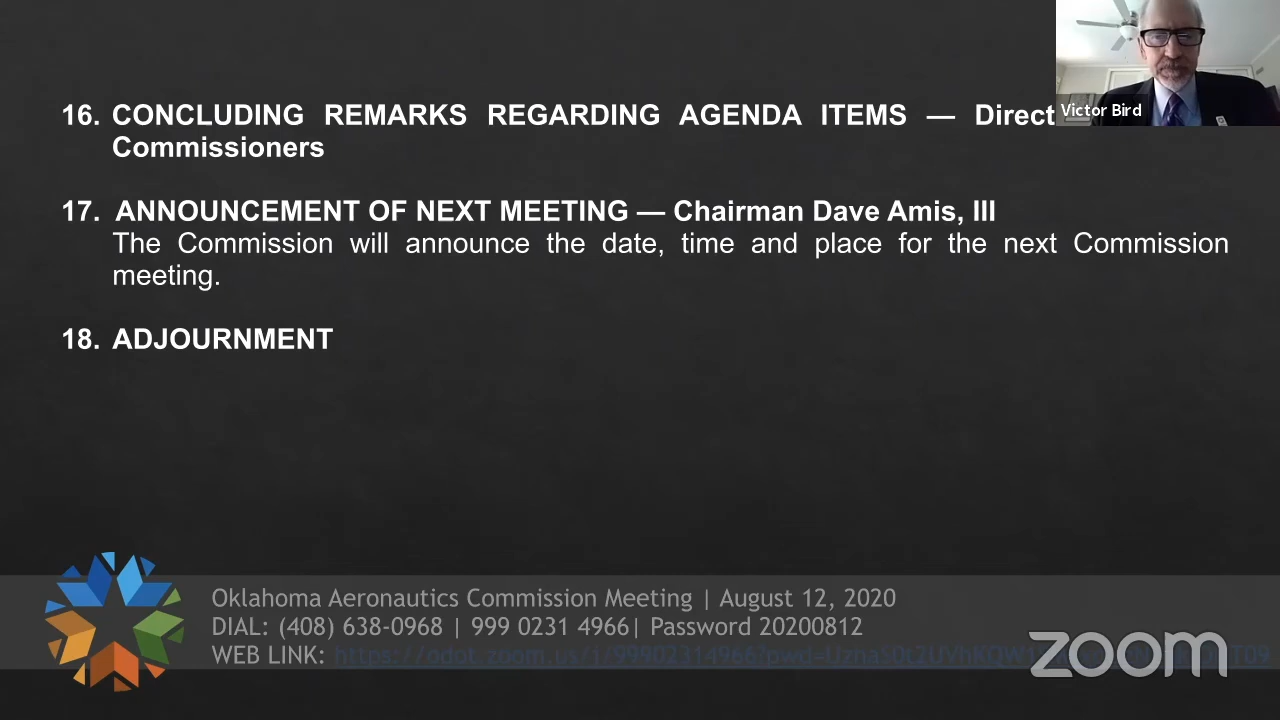 16. CONCLUDING REMARKS REGARDING AGENDA ITEMS — Direct
Victor Bird
Commissioners
17. ANNOUNCEMENT OF NEXT MEETING — Chairman Dave Amis, III
The Commission will announce the date, time and place for the next Commission
meeting.
18. ADJOURNMENT
Oklahoma Aeronautics Commission Meeting | August 12, 2020
DIAL: (408) 638-0968 | 999 0231 4966| Password 20200812
WEB LINK:
zoom